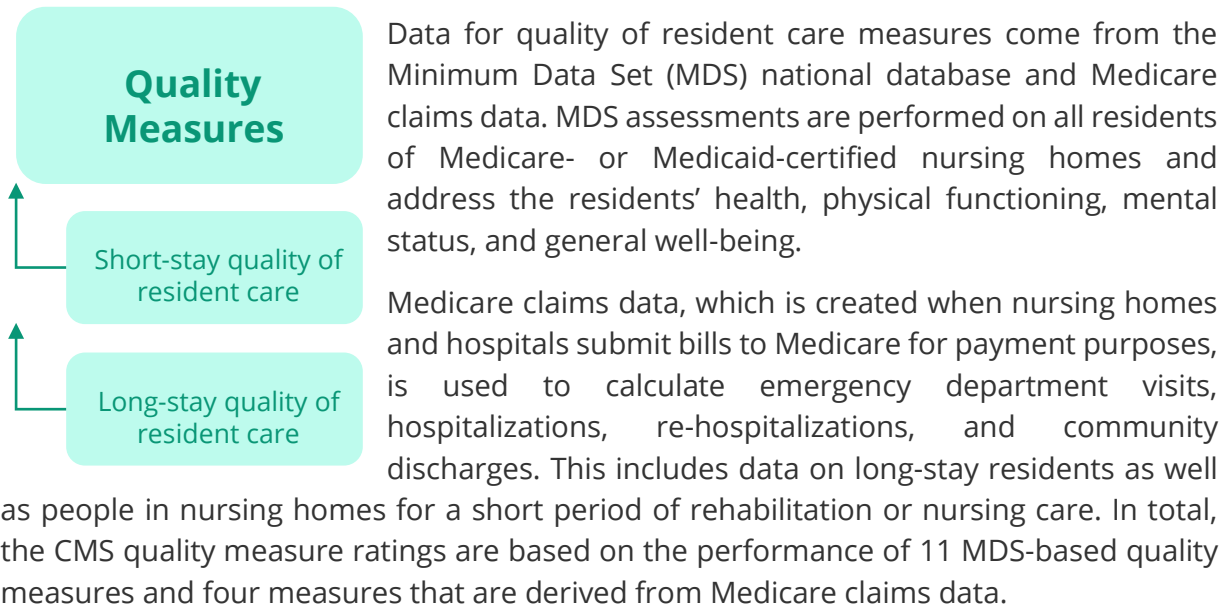 Quality
Measures
Short-stay quality of
resident care
Long-stay quality of
resident care
Data for quality of resident care measures come from the
Minimum Data Set (MDS) national database and Medicare
claims data. MDS assessments are performed on all residents
of Medicare- or Medicaid-certified nursing homes and
address the residents’ health, physical functioning, mental
status, and general well-being.
Medicare claims data, which is created when nursing homes
and hospitals submit bills to Medicare for payment purposes,
is used to calculate emergency department visits,
hospitalizations, re-hospitalizations, and community
discharges. This includes data on long-stay residents as well
as people in nursing homes for a short period of rehabilitation or nursing care. In total,
the CMS quality measure ratings are based on the performance of 11 MDS-based quality
measures and four measures that are derived from Medicare claims data.